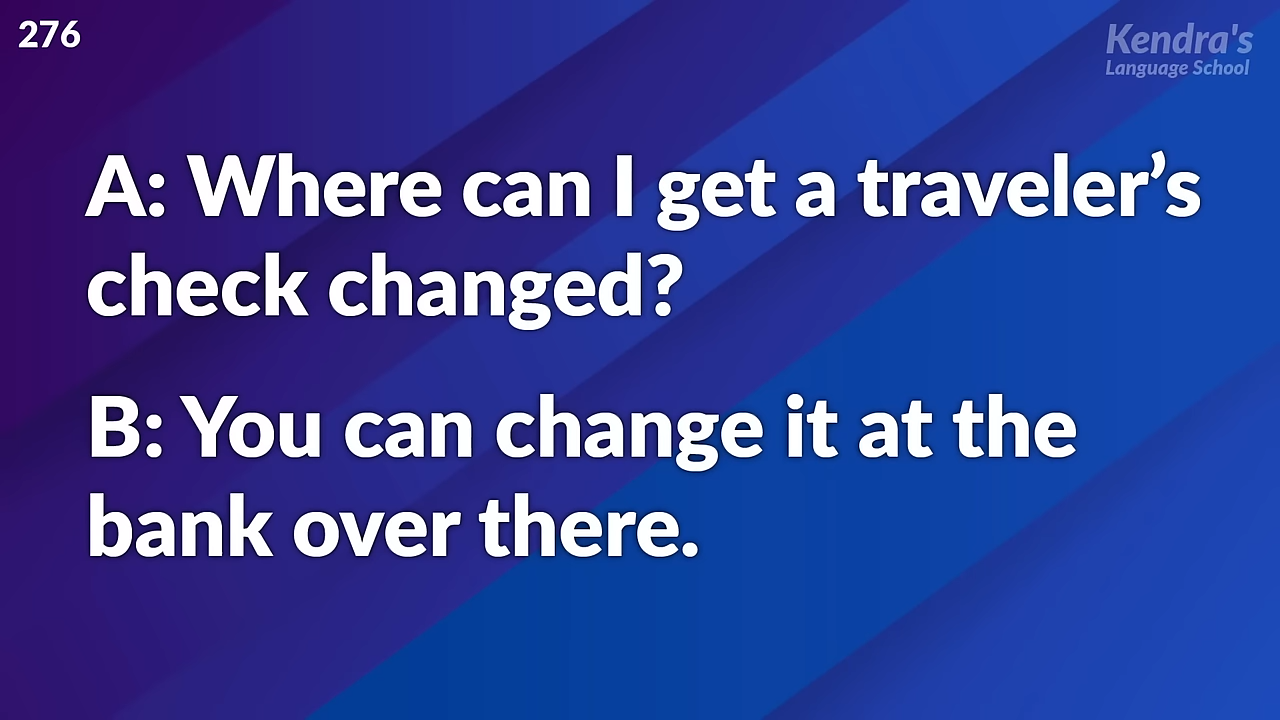 276
Kendra's
Language School
A: Where can I get a traveler’s
check changed?
B: You can change it at the
bank over there.